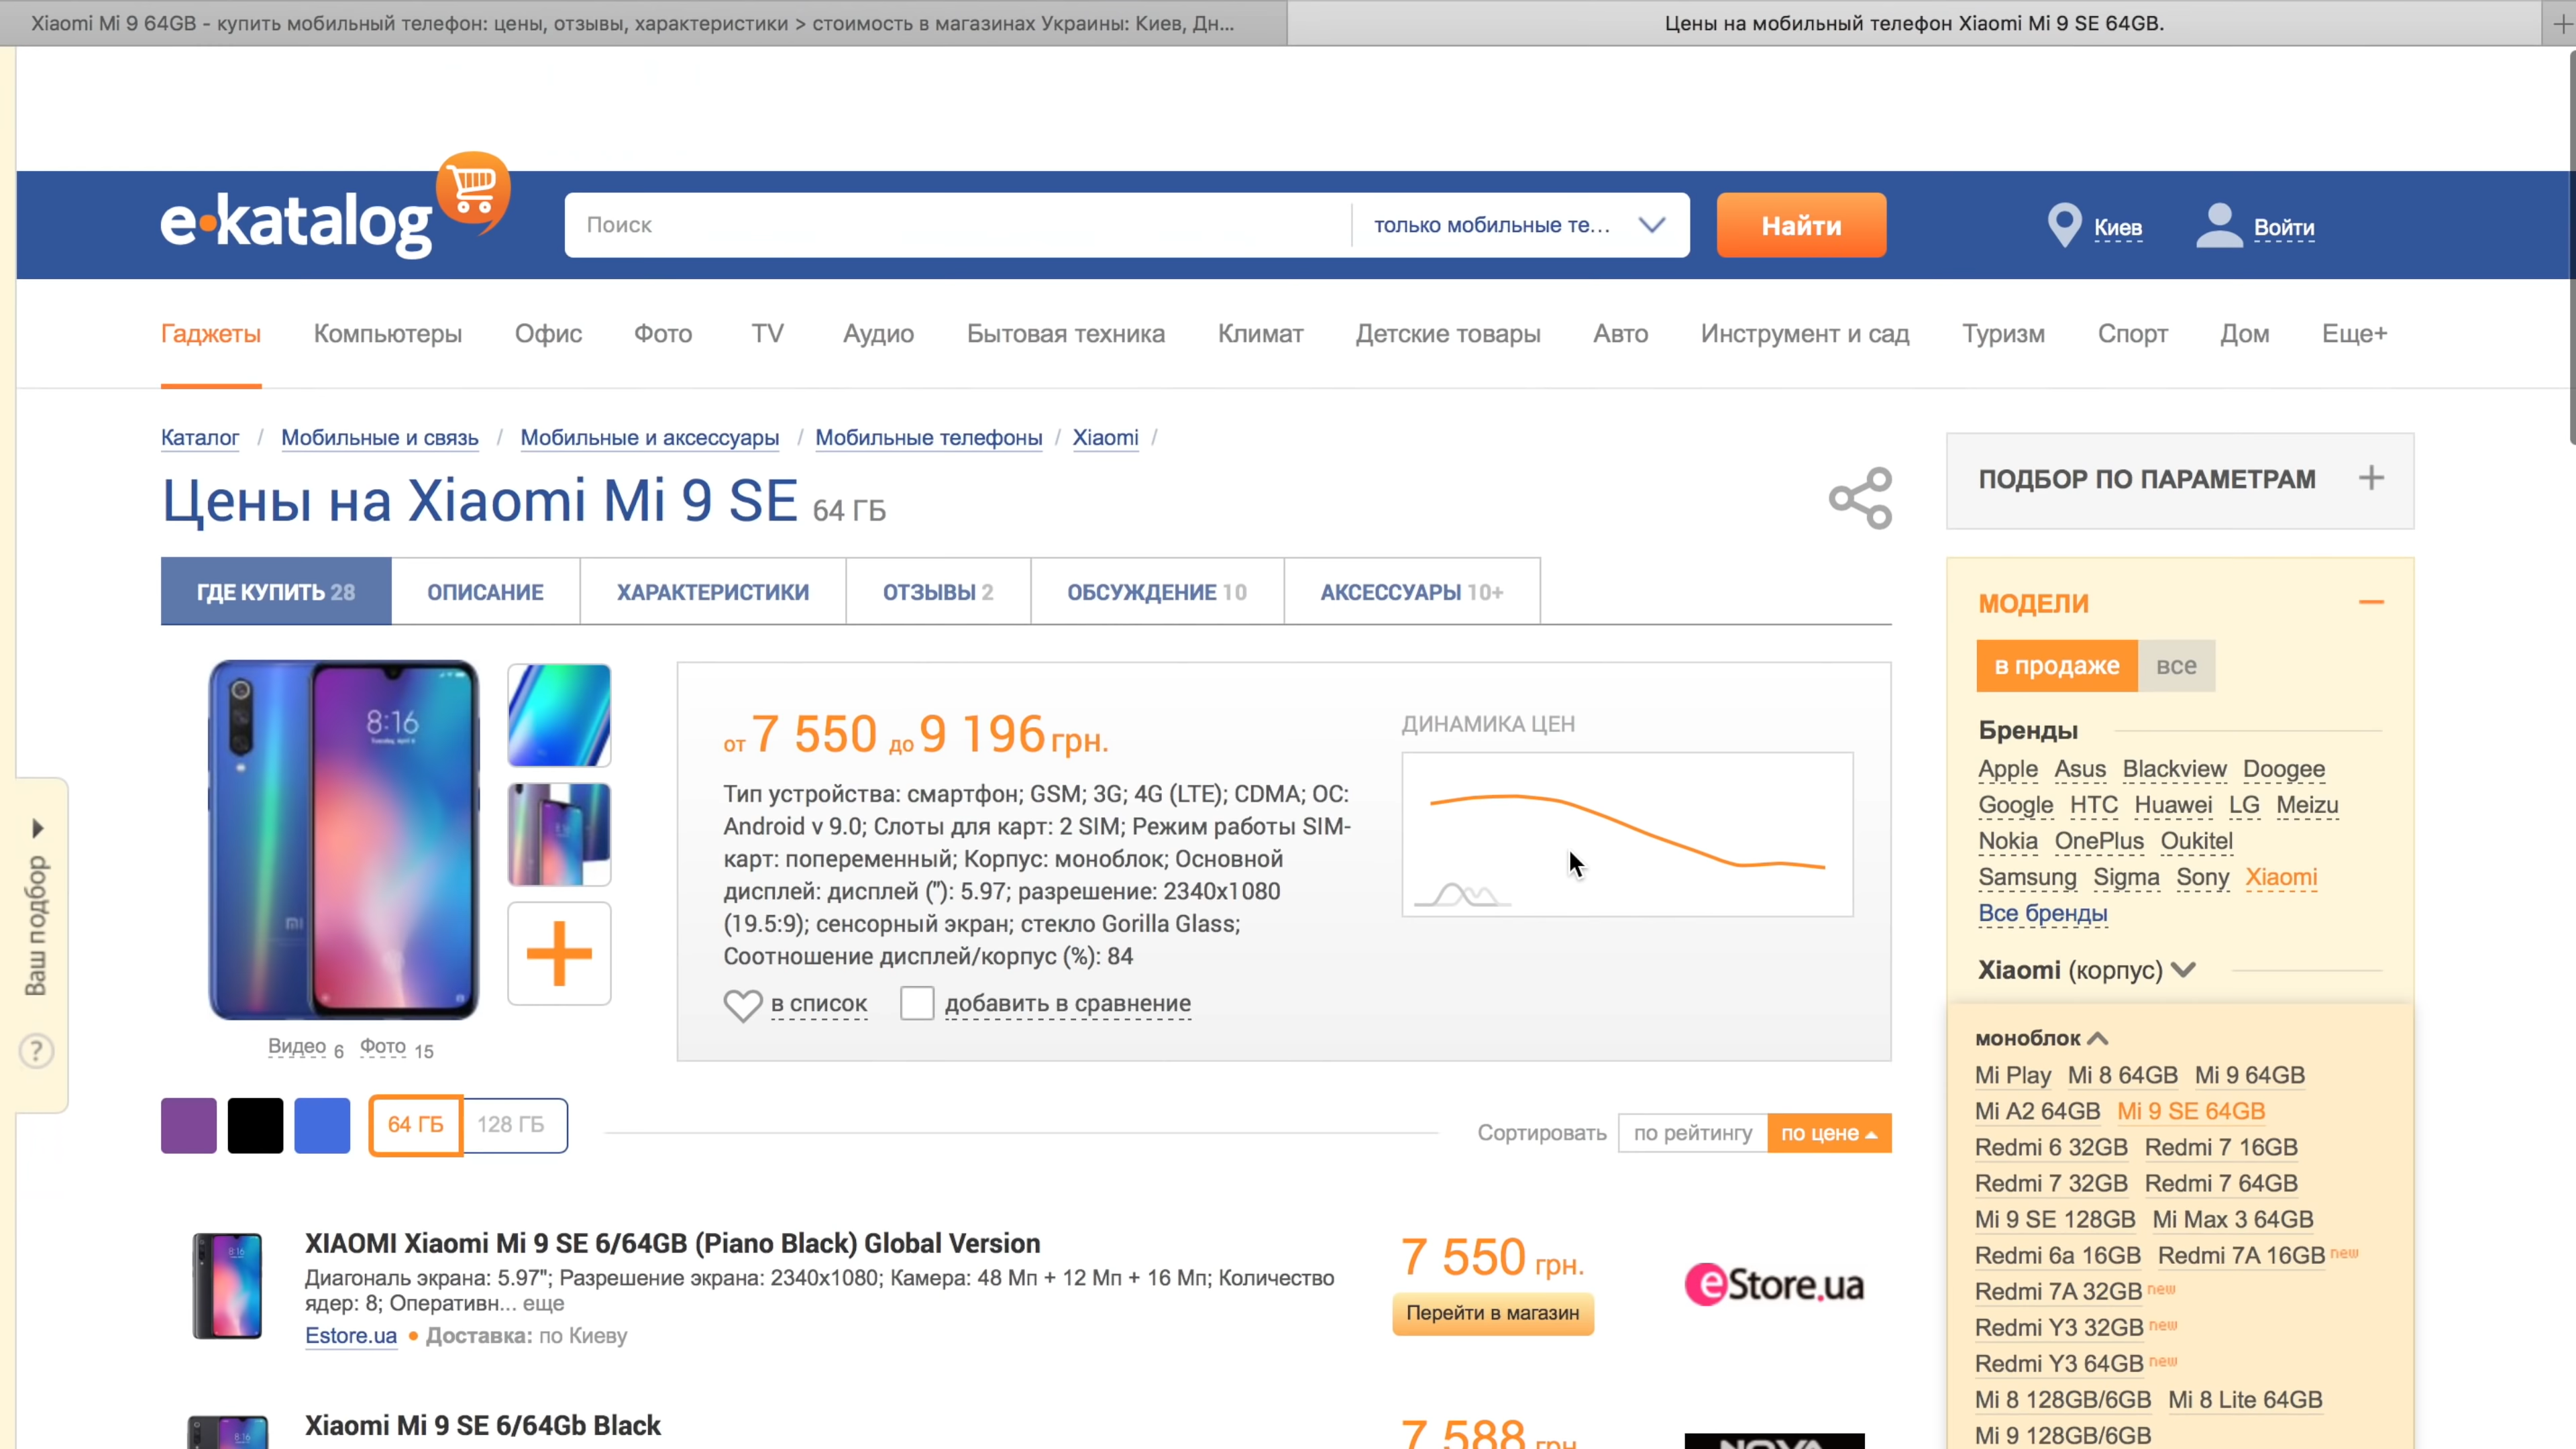 Xiaomi Mi 9 64GB - купить мобильный телефон: цены, отзывы, характеристики > стоимость в магазинах Украины: Киев, Дн...
Цены на мобильный телефон Xiaomi Mi 9 SE 64GB.
e-katalog
Поиск
только мобильные те...
Найти
Киев
Войти
Гаджеты Компьютеры Офис Фото TV Аудио Бытовая техника Климат Детские товары Авто Инструмент и сад Туризм Спорт Дом Еще+
Каталог / Мобильные и связь / Мобильные и аксессуары / Мобильные телефоны / Xiaomi /
Цены на Xiaomi Mi 9 SE 64 ГБ
ГДЕ КУПИТЬ 28 ОПИСАНИЕ ХАРАКТЕРИСТИКИ ОТЗЫВЫ 2 ОБСУЖДЕНИЕ 10 АКСЕССУАРЫ 10+
8:16
mi
Видео 6 Фото 15
от 7 550 до 9 196 грн.
Тип устройства: смартфон; GSM; 3G; 4G (LTE); CDMA; ОС:
Android v 9.0; Слоты для карт: 2 SIM; Режим работы SIM-
карт: попеременный; Корпус: моноблок; Основной
дисплей: дисплей ("): 5.97; разрешение: 2340x1080
(19.5:9); сенсорный экран; стекло Gorilla Glass;
Соотношение дисплей/корпус (%): 84
в список
добавить в сравнение
ДИНАМИКА ЦЕН
Ваш подбор
?
64 ГБ 128 ГБ
Сортировать по рейтингу по цене
XIAOMI Xiaomi Mi 9 SE 6/64GB (Piano Black) Global Version
Диагональ экрана: 5.97"; Разрешение экрана: 2340x1080; Камера: 48 Мп + 12 Мп + 16 Мп; Количество
ядер: 8; Оперативн... еще
Estore.ua • Доставка: по Киеву
7 550 грн.
Перейти в магазин
eStore.ua
Xiaomi Mi 9 SE 6/64Gb Black
7 588 грн
NOVA
ПОДБОР ПО ПАРАМЕТРАМ
МОДЕЛИ
в продаже все
Бренды
Apple Asus Blackview Doogee
Google HTC Huawei LG Meizu
Nokia OnePlus Oukitel
Samsung Sigma Sony Xiaomi
Все бренды
Xiaomi (корпус)
моноблок
Mi Play Mi 8 64GB Mi 9 64GB
Mi A2 64GB Mi 9 SE 64GB
Redmi 6 32GB Redmi 7 16GB
Redmi 7 32GB Redmi 7 64GB
Mi 9 SE 128GB Mi Max 3 64GB
Redmi 6a 16GB Redmi 7A 16GB new
Redmi 7A 32GB new
Redmi Y3 32GB new
Redmi Y3 64GB new
Mi 8 128GB/6GB Mi 8 Lite 64GB
Mi 9 128GB/6GB